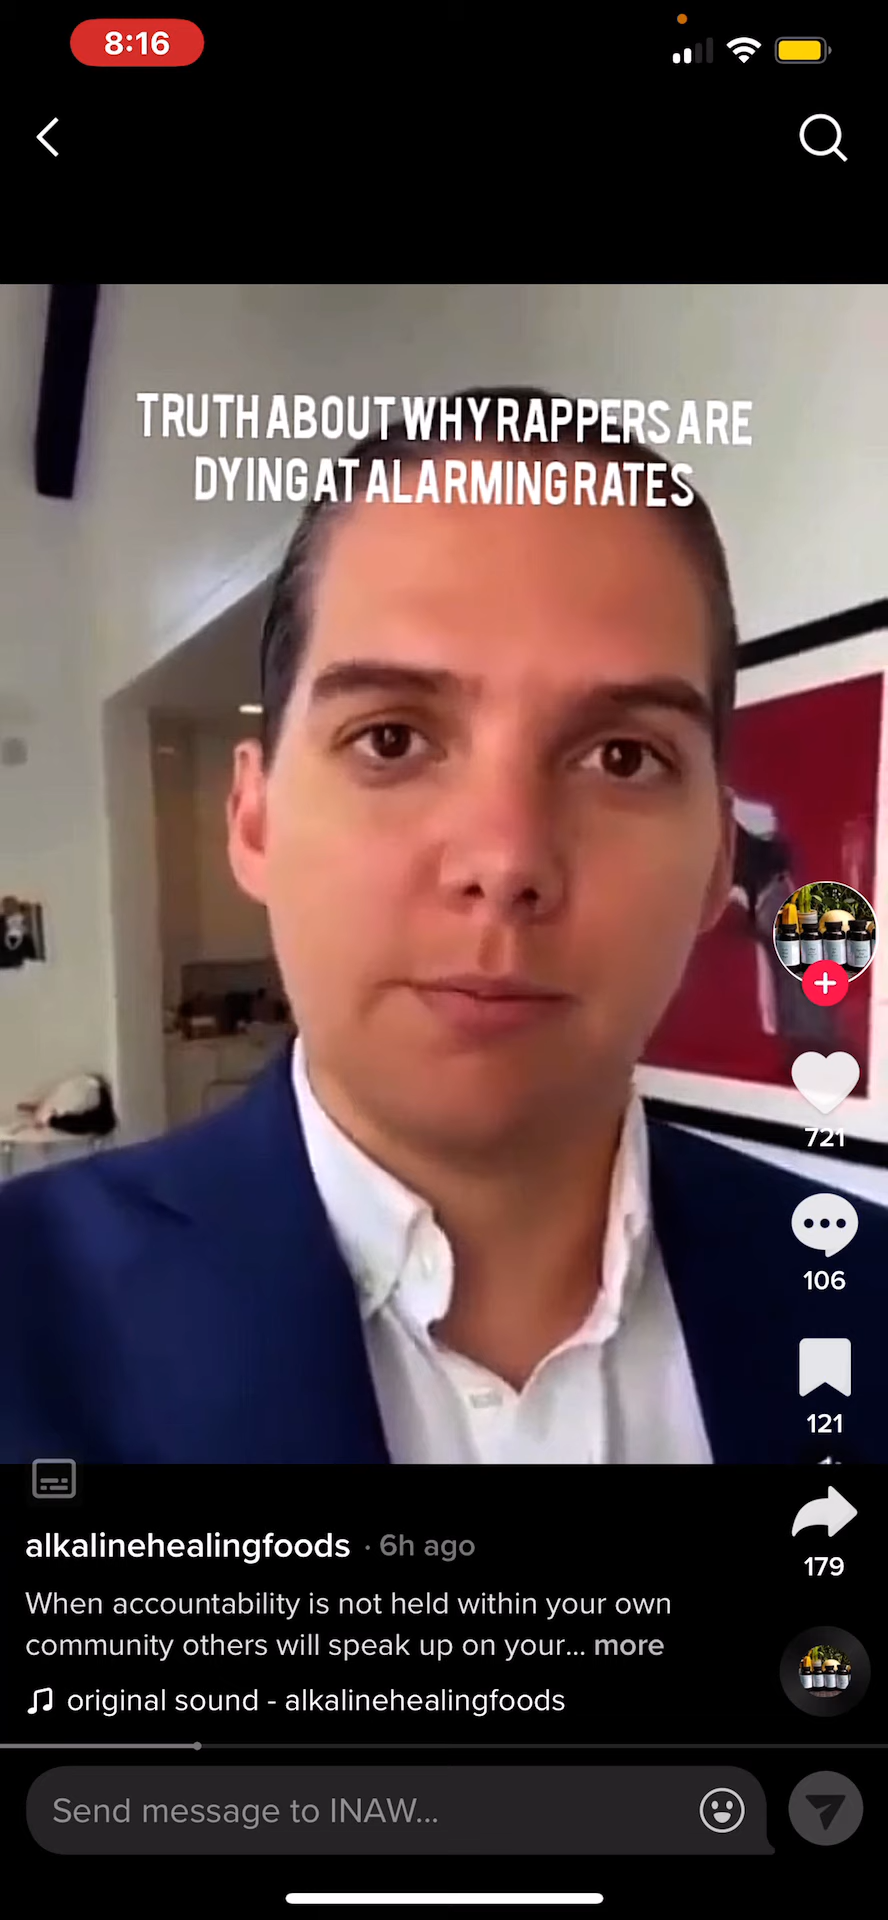 8:16
TRUTH ABOUT WHY RAPPERS ARE
DYING AT ALARMING RATES
721
106
121
179
alkalinehealingfoods · 6h ago
When accountability is not held within your own
community others will speak up on your... more
original sound - alkalinehealingfoods
Send message to INAW...